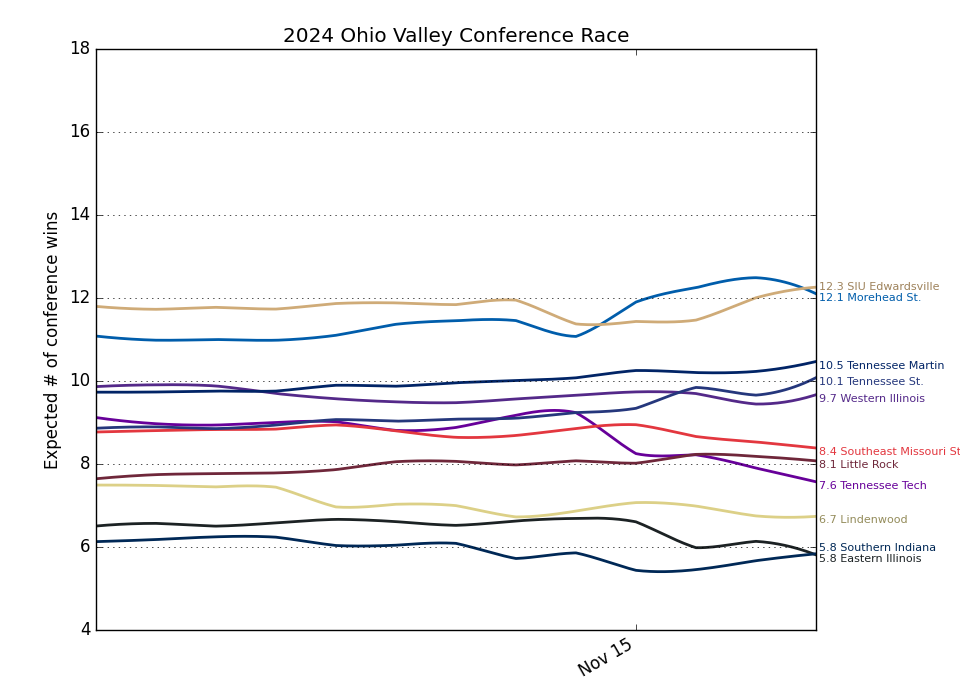 2024 Ohio Valley Conference Race
Expected # of conference wins
18
16
14
12
10
8
6
4
Nov 15
12.3 SIU Edwardsville
12.1 Morehead St.
10.5 Tennessee Martin
10.1 Tennessee St.
9.7 Western Illinois
8.4 Southeast Missouri St
8.1 Little Rock
7.6 Tennessee Tech
6.7 Lindenwood
5.8 Southern Indiana
5.8 Eastern Illinois